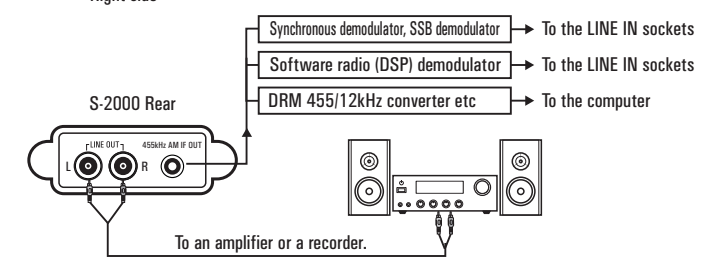 Right side
Synchronous demodulator, SSB demodulator To the LINE IN sockets
Software radio (DSP) demodulator To the LINE IN sockets
DRM 455/12kHz converter etc To the computer
S-2000 Rear
LINE OUT 455kHz AM IF OUT
L R
To an amplifier or a recorder.